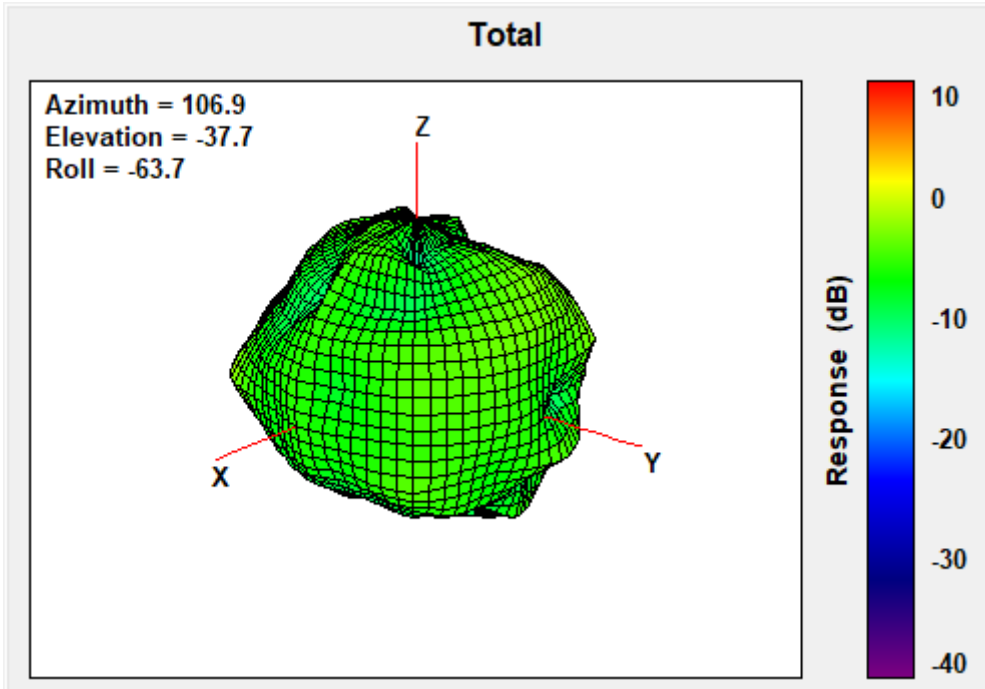 Total
Azimuth = 106.9
Elevation = -37.7
Roll = -63.7
Z
X
Y
10
0
-10
-20
-30
-40
Response (dB)